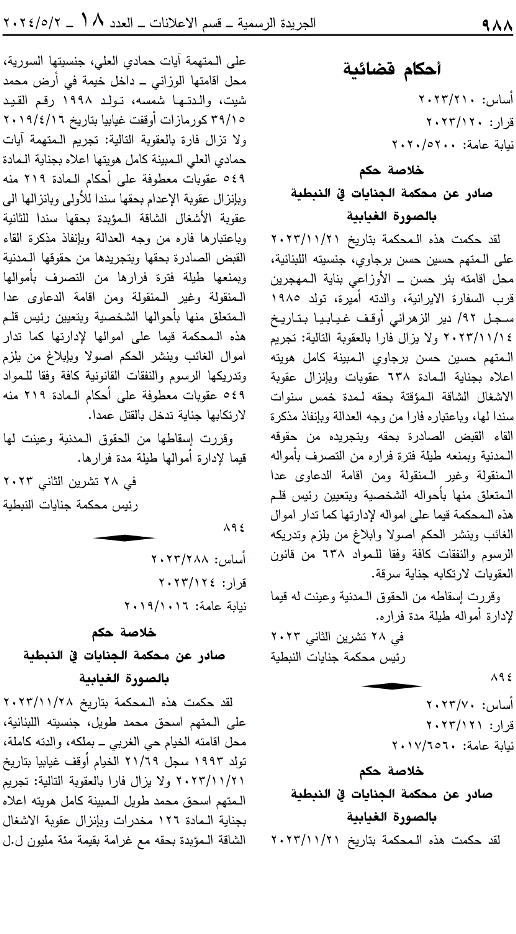 ٩٨٨
الجريدة الرسمية – قسم الاعلانات – العدد ١٨ – ٢٠٢٤/٥/٢
أحكام قضائية
أساس: ٢٠٢٣/٢١٠
قرار: ٢٠٢٣/١٢٠
نيابة عامة: ٢٠٢٠/٥٢٠٠
خلاصة حكم
صادر عن محكمة الجنايات في النبطية
بالصورة الغيابية
لقد حكمت هذه المحكمة بتاريخ ٢٠٢٣/١١/٢١
على المتهم حسين حسن برجاوي، جنسيته اللبنانية،
محل اقامته بئر حسن – الأوزاعي بناية المهجرين
قرب السفارة الايرانية، والدته أميرة، تولد ١٩٨٥
سجل ٩٢/ دير الزهراني أوقف غيابيا بتاريخ
٢٠٢٣/١١/١٤ ولا يزال فارا بالعقوبة التالية: تجريم
المتهم حسين حسن برجاوي المبينة كامل هويته
اعلاه بجناية المادة ٦٣٨ عقوبات وبإنزال عقوبة
الاشغال الشاقة المؤقتة بحقه لمدة خمس سنوات
سندا لها، وباعتباره فارا من وجه العدالة وبإنفاذ مذكرة
القاء القبض الصادرة بحقه وبتجريده من حقوقه
المدنية وبمنعه طيلة فترة فراره من التصرف بأمواله
المنقولة وغير المنقولة ومن اقامة الدعاوى عدا
المتعلق منها بأحواله الشخصية وبتعيين رئيس قلم
هذه المحكمة قيما على امواله لإدارتها كما تدار اموال
الغائب وبنشر الحكم اصولا وابلاغ من يلزم وتدريكه
الرسوم والنفقات كافة وفقا للمواد ٦٣٨ من قانون
العقوبات لارتكابه جناية سرقة.
وقررت إسقاطه من الحقوق المدنية وعينت له قيما
لإدارة أمواله طيلة مدة فراره.
في ٢٨ تشرين الثاني ٢٠٢٣
رئيس محكمة جنايات النبطية
٨٩٤
أساس: ٢٠٢٣/٧٠
قرار: ٢٠٢٣/١٢١
نيابة عامة: ٢٠١٧/٦٥٦٠
خلاصة حكم
صادر عن محكمة الجنايات في النبطية
بالصورة الغيابية
لقد حكمت هذه المحكمة بتاريخ ٢٠٢٣/١١/٢١
على المتهمة آيات حمادي العلي، جنسيتها السورية،
محل اقامتها الوزاني – داخل خيمة في أرض محمد
شيت، والدتها شمسه، تولد ١٩٩٨ رقم القيد
٣٩/١٥ كورمازات أوقفت غيابيا بتاريخ ٢٠١٩/٤/١٦
ولا تزال فارة بالعقوبة التالية: تجريم المتهمة آيات
حمادي العلي المبينة كامل هويتها اعلاه بجناية المادة
٥٤٩ عقوبات معطوفة على أحكام المادة ٢١٩ منه
وبإنزال عقوبة الإعدام بحقها سندا للأولى وبانزالها الى
عقوبة الأشغال الشاقة المؤبدة بحقها سندا للثانية
وباعتبارها فاره من وجه العدالة وبإنفاذ مذكرة القاء
القبض الصادرة بحقها وبتجريدها من حقوقها المدنية
وبمنعها طيلة فترة فرارها من التصرف بأموالها
المنقولة وغير المنقولة ومن اقامة الدعاوى عدا
المتعلق منها بأحوالها الشخصية وبتعيين رئيس قلم
هذه المحكمة قيما على اموالها لإدارتها كما تدار
اموال الغائب وبنشر الحكم اصولا وبإبلاغ من بلزم
وتدريكها الرسوم والنفقات القانونية كافة وفقا للمواد
٥٤٩ عقوبات معطوفة على أحكام المادة ٢١٩ منه
لارتكابها جناية تدخل بالقتل عمدا.
وقررت إسقاطها من الحقوق المدنية وعينت لها
قيما لإدارة أموالها طيلة مدة فرارها.
في ٢٨ تشرين الثاني ٢٠٢٣
رئيس محكمة جنايات النبطية
٨٩٤
أساس: ٢٠٢٣/٢٨٨
قرار: ٢٠٢٣/١٢٤
نيابة عامة: ٢٠١٩/١٠١٦
خلاصة حكم
صادر عن محكمة الجنايات في النبطية
بالصورة الغيابية
لقد حكمت هذه المحكمة بتاريخ ٢٠٢٣/١١/٢٨
على المتهم اسحق محمد طويل، جنسيته اللبنانية،
محل اقامته الخيام حي الغربي – بملكه، والدته كاملة،
تولد ١٩٩٣ سجل ٢١/٦٩ الخيام أوقف غيابيا بتاريخ
٢٠٢٣/١١/٢١ ولا يزال فارا بالعقوبة التالية: تجريم
المتهم اسحق محمد طويل المبينة كامل هويته اعلاه
بجناية المادة ١٢٦ مخدرات وبإنزال عقوبة الاشغال
الشاقة المؤبدة بحقه مع غرامة بقيمة مئة مليون ل.ل